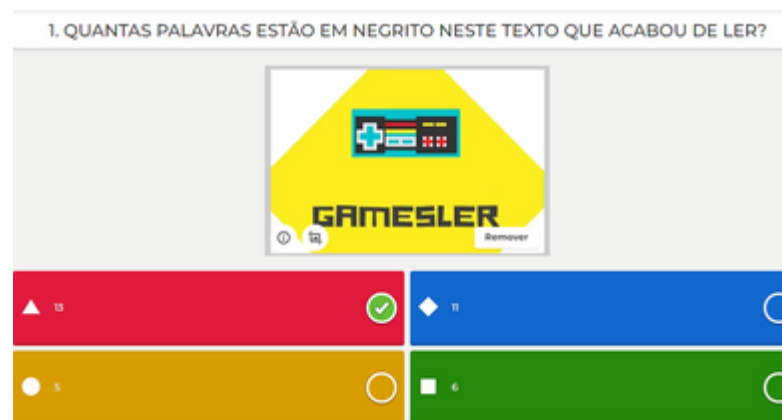 1. QUANTAS PALAVRAS ESTÃO EM NEGRITO NESTE TEXTO QUE ACABOU DE LER?
GAMESLER
Remover
13
11
5
6